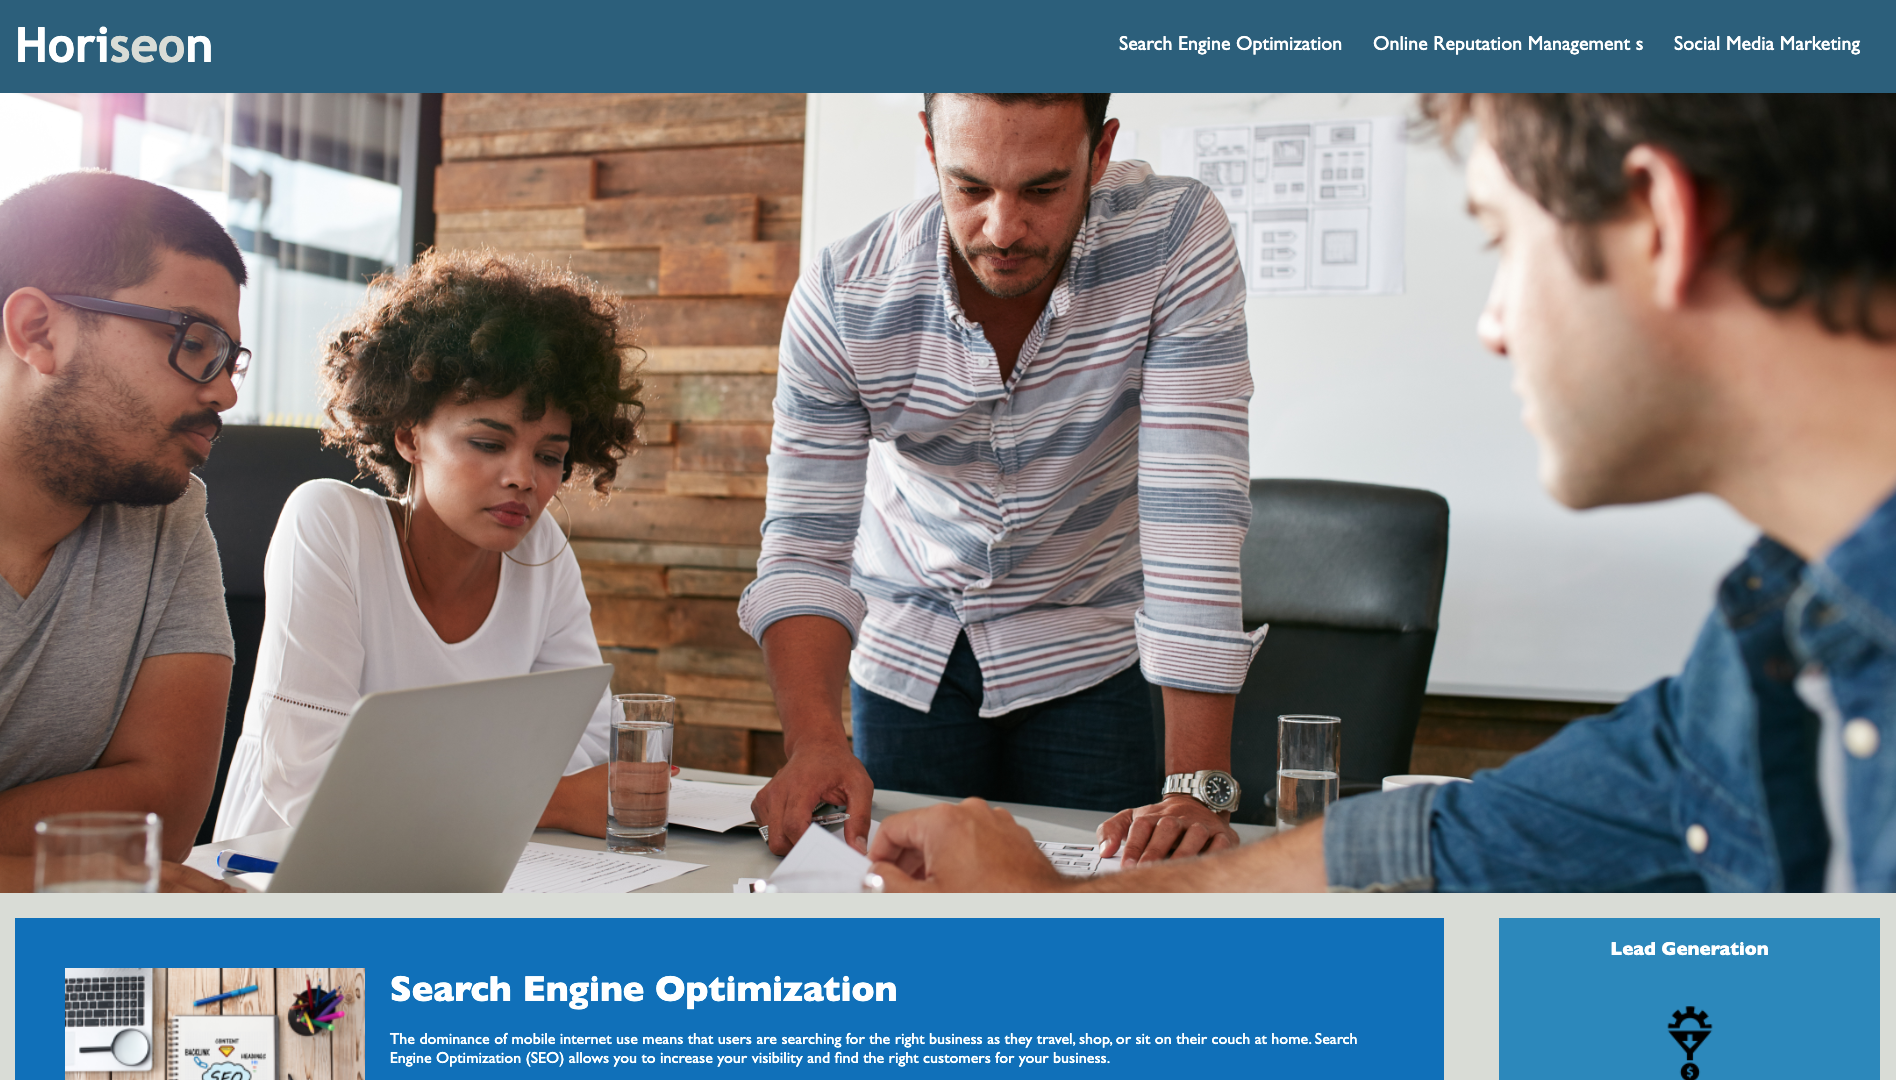 Horiseon
Search Engine Optimization
Online Reputation Management s
Social Media Marketing
Search Engine Optimization
The dominance of mobile internet use means that users are searching for the right business as they travel, shop, or sit on their couch at home. Search
Engine Optimization (SEO) allows you to increase your visibility and find the right customers for your business.
CONTENT
BACKLINK
HEADINGS
SEO
Lead Generation
$